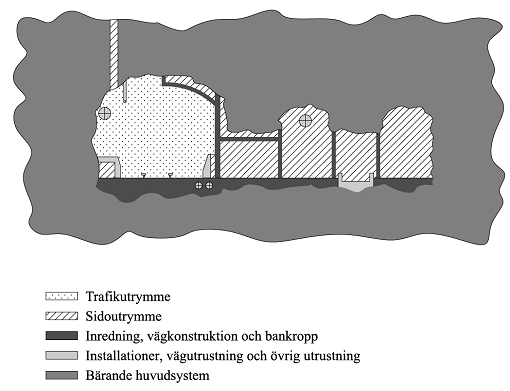 Trafikutrymme
Sidoutrymme
Inredning, vägkonstruktion och bankropp
Installationer, vägutrustning och övrig utrustning
Bärande huvudsystem